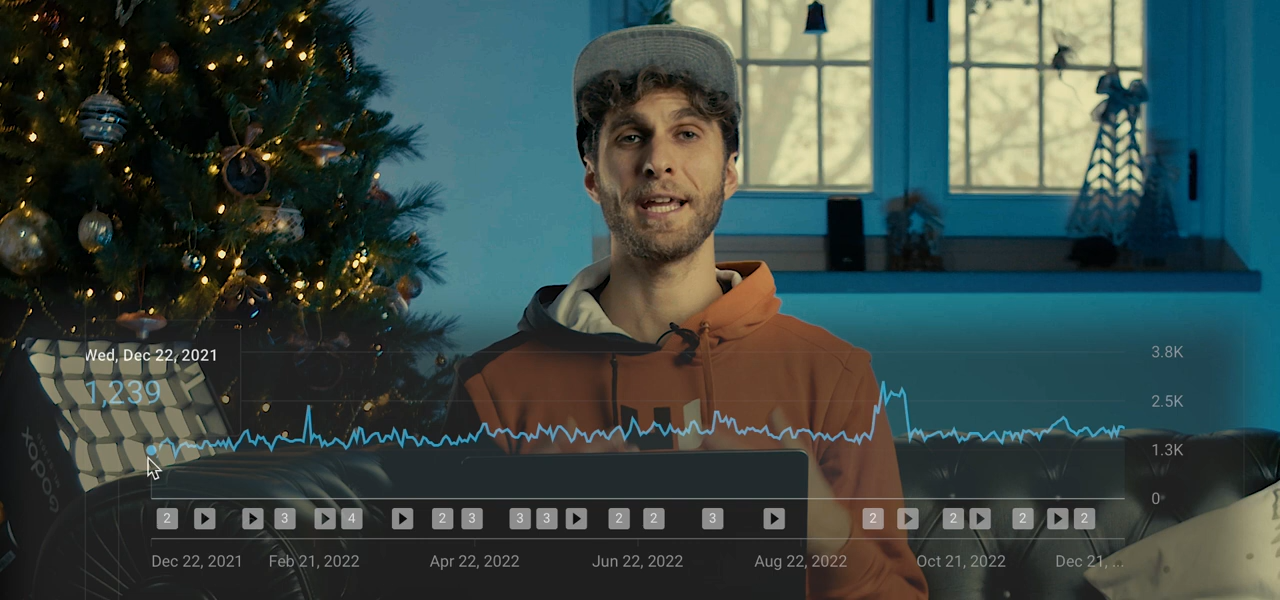 Wed, Dec 22, 2021
1,239
3.8K
2.5K
1.3K
0
GODOX
2 3 4 2 3 3 3 2 2 3 2 2 2 2
Dec 22, 2021 Feb 21, 2022 Apr 22, 2022 Jun 22, 2022 Aug 22, 2022 Oct 21, 2022 Dec 21, ...